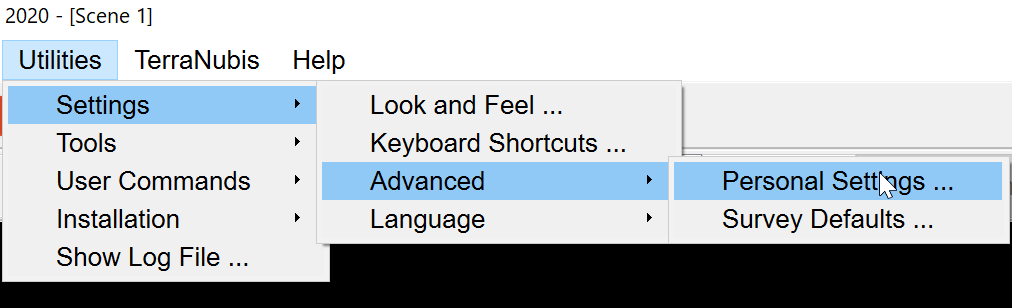 2020 - [Scene 1]
Utilities TerraNubis Help
Settings
Tools
User Commands
Installation
Show Log File ...
Look and Feel ...
Keyboard Shortcuts ...
Advanced
Language
Personal Settings ...
Survey Defaults ...